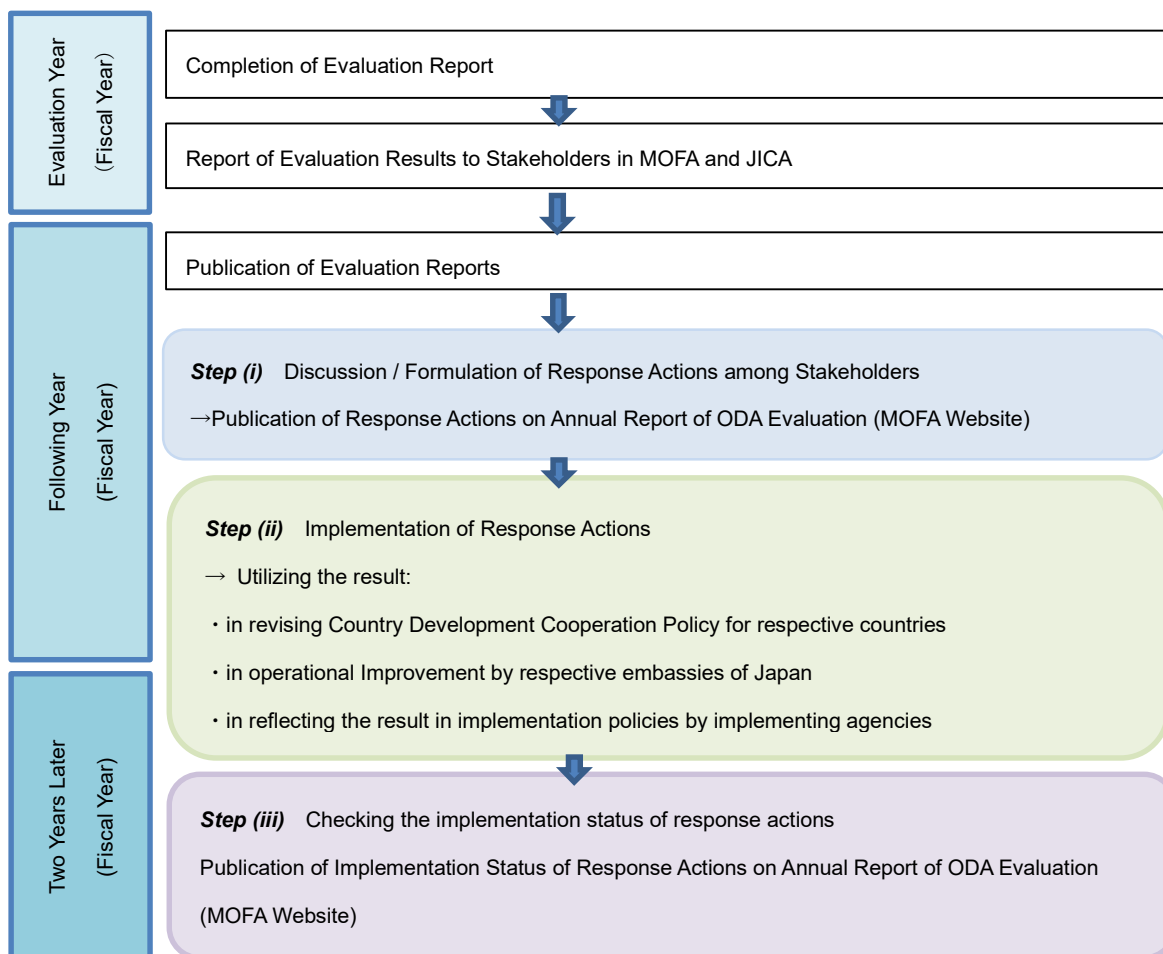 Evaluation Year
(Fiscal Year)
Completion of Evaluation Report
Report of Evaluation Results to Stakeholders in MOFA and JICA
Following Year
(Fiscal Year)
Publication of Evaluation Reports
Step (i) Discussion / Formulation of Response Actions among Stakeholders
→Publication of Response Actions on Annual Report of ODA Evaluation (MOFA Website)
Step (ii) Implementation of Response Actions
→ Utilizing the result:
・in revising Country Development Cooperation Policy for respective countries
・in operational Improvement by respective embassies of Japan
・in reflecting the result in implementation policies by implementing agencies
Two Years Later
(Fiscal Year)
Step (iii) Checking the implementation status of response actions
Publication of Implementation Status of Response Actions on Annual Report of ODA Evaluation
(MOFA Website)